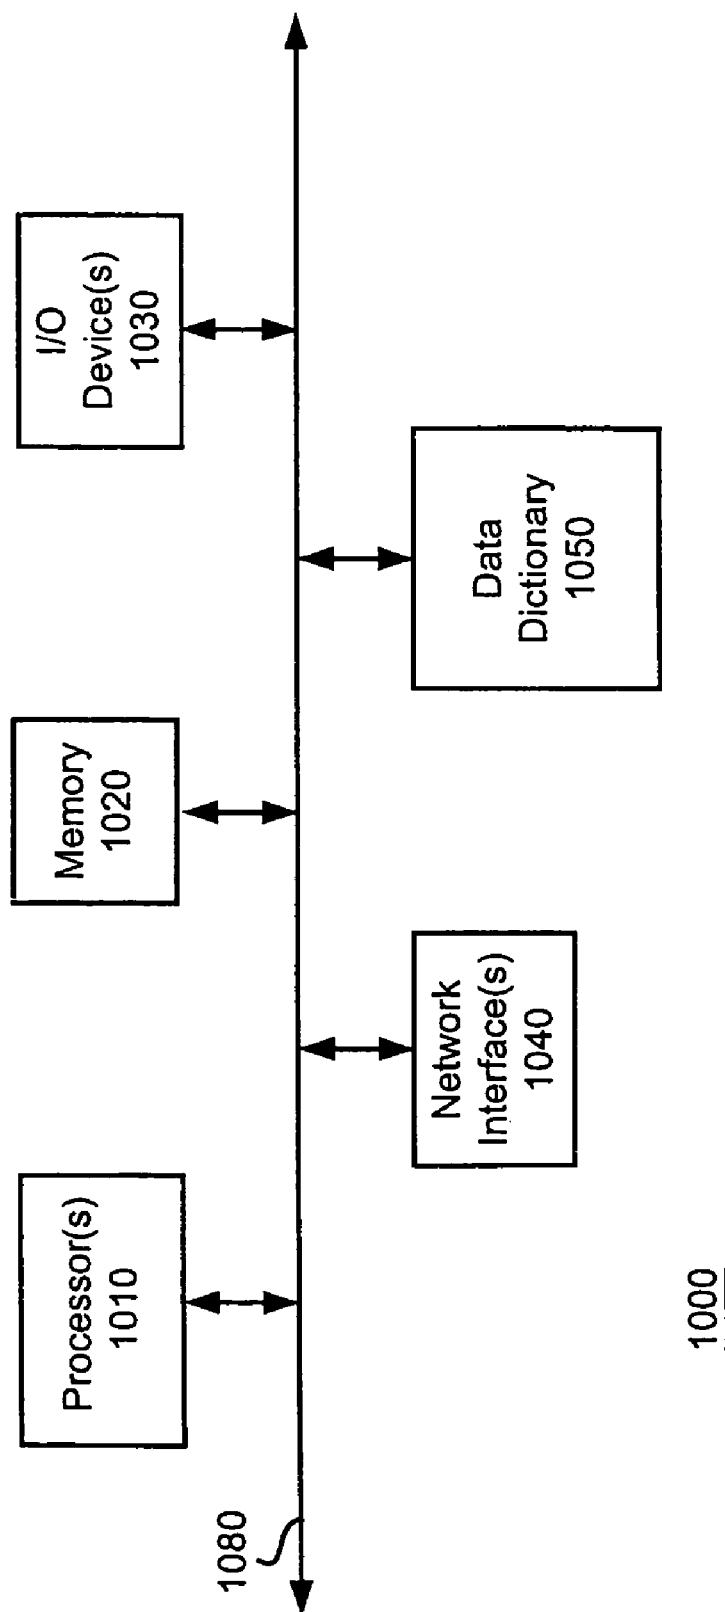 Processor(s)
1010
Memory
1020
I/O
Device(s)
1030
1080
Network
Interface(s)
1040
Data
Dictionary
1050
1000